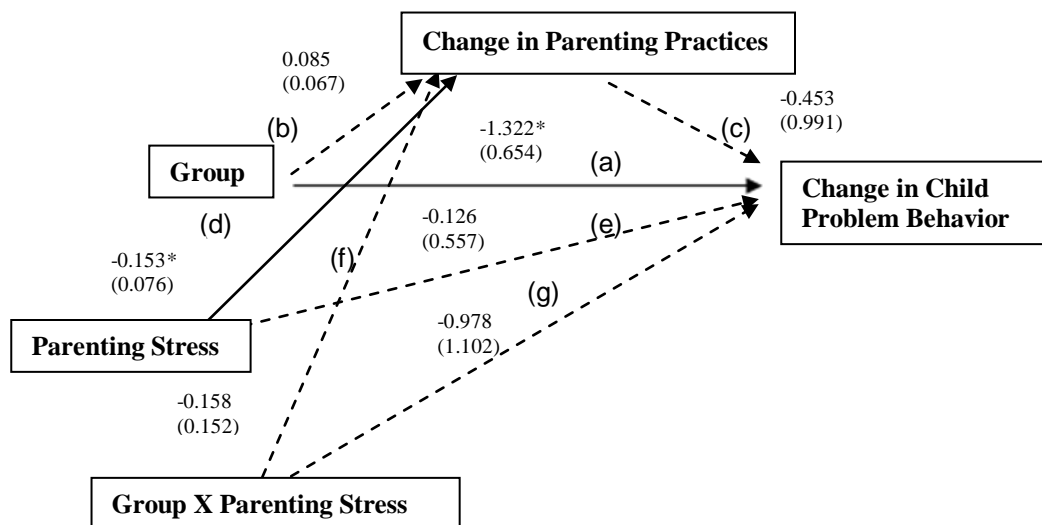 Change in Parenting Practices
0.085
(0.067)
-0.453
(0.991)
(b)
-1.322*
(0.654)
(c)
Group
(a)
Change in Child
Problem Behavior
(d)
-0.126
(0.557)
(e)
-0.153*
(0.076)
(f)
(g)
Parenting Stress
-0.978
(1.102)
-0.158
(0.152)
Group X Parenting Stress